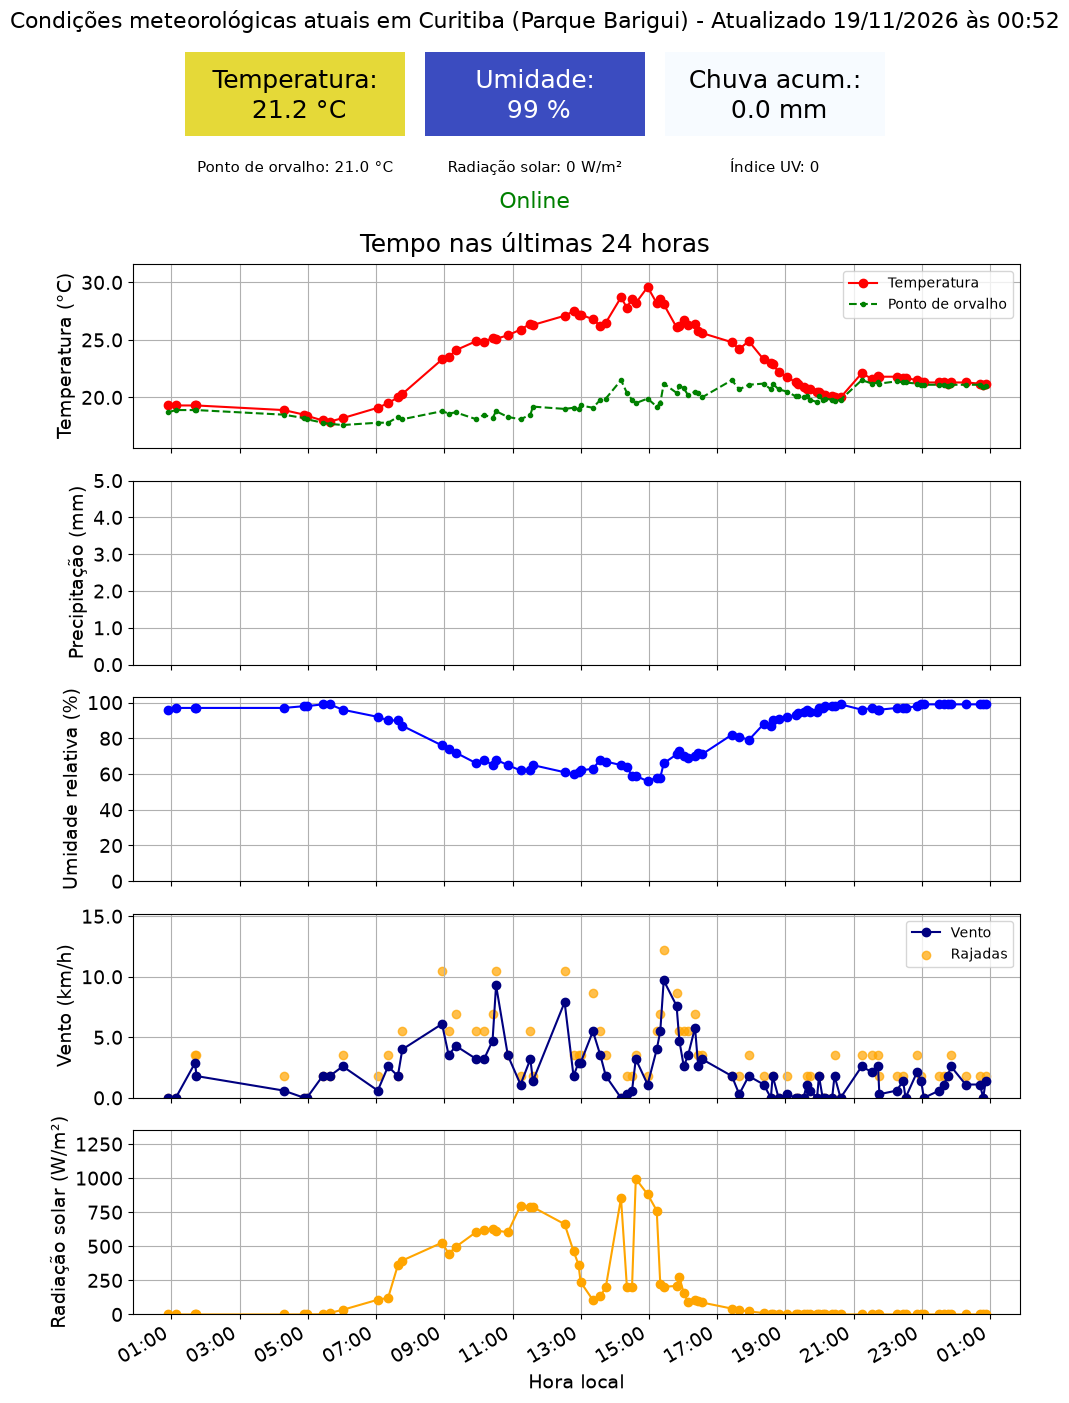 Condições meteorológicas atuais em Curitiba (Parque Barigui) - Atualizado 19/11/2026 às 00:52
Temperatura:
21.2 °C
Umidade:
99 %
Chuva acum.:
0.0 mm
Ponto de orvalho: 21.0 °C
Radiação solar: 0 W/m²
Índice UV: 0
Online
Tempo nas últimas 24 horas
Temperatura (°C)
30.0
25.0
20.0
Temperatura
Ponto de orvalho
Precipitação (mm)
5.0
4.0
3.0
2.0
1.0
0.0
Umidade relativa (%)
100
80
60
40
20
0
Vento (km/h)
15.0
10.0
5.0
0.0
Vento
Rajadas
Radiação solar (W/m²)
1250
1000
750
500
250
0
01:00
03:00
05:00
07:00
09:00
11:00
13:00
15:00
17:00
19:00
21:00
23:00
01:00
Hora local